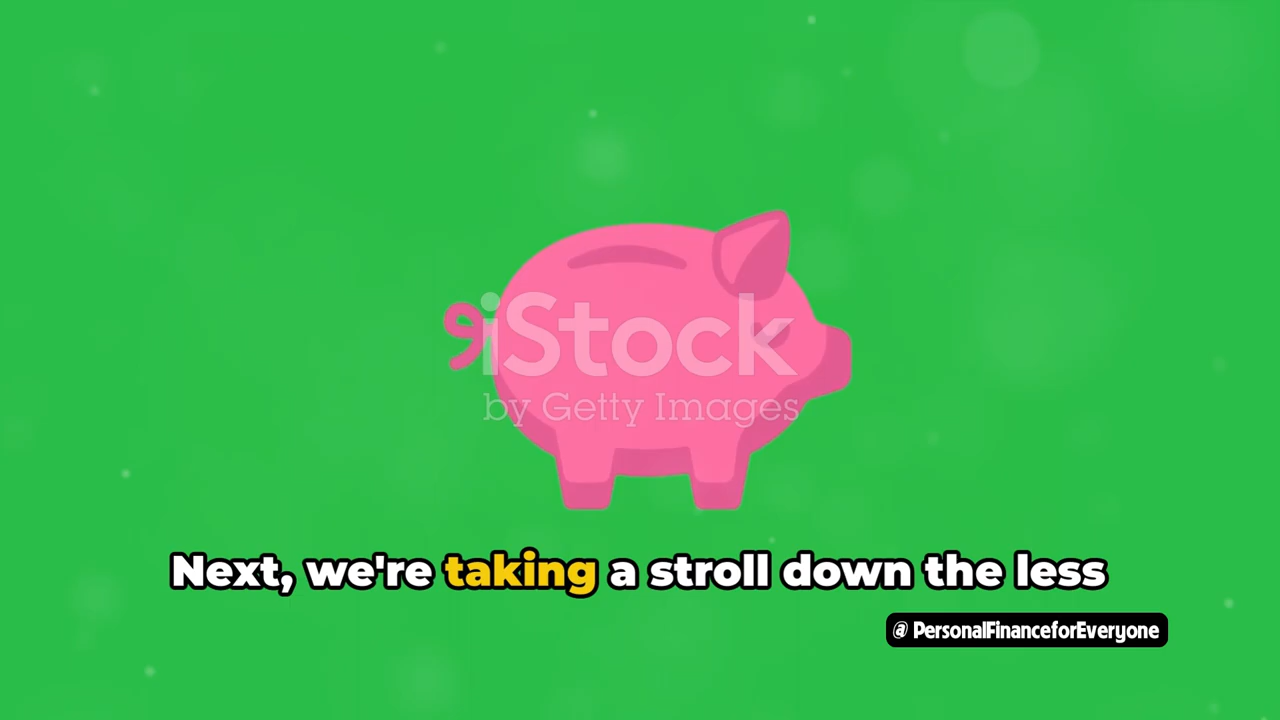 iStock
by Getty Images
Next, we're taking a stroll down the less
@ PersonalFinanceforEveryone